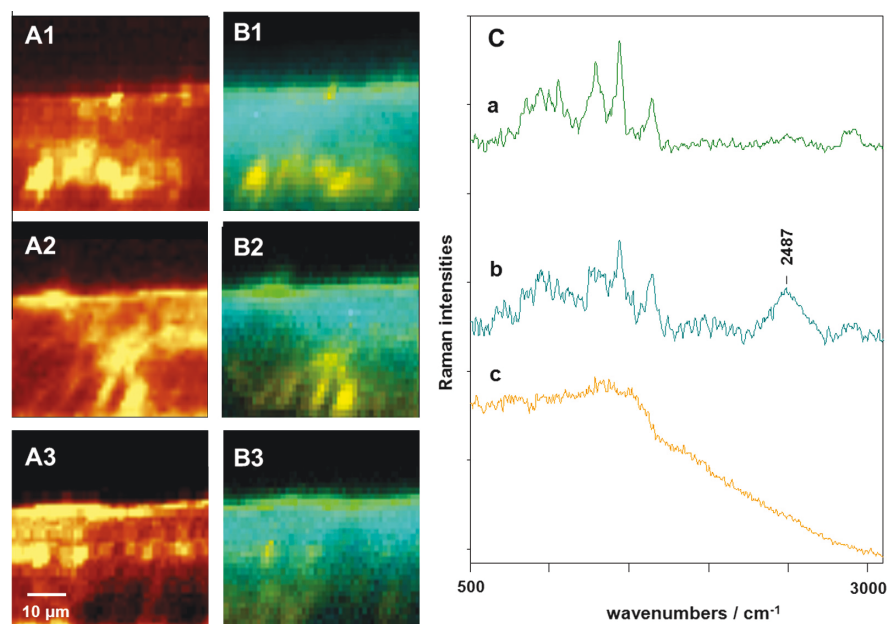 A1
B1
A2
B2
A3
B3
10 µm
C
a
b
c
2487
Raman intensities
500
3000
wavenumbers / cm⁻¹